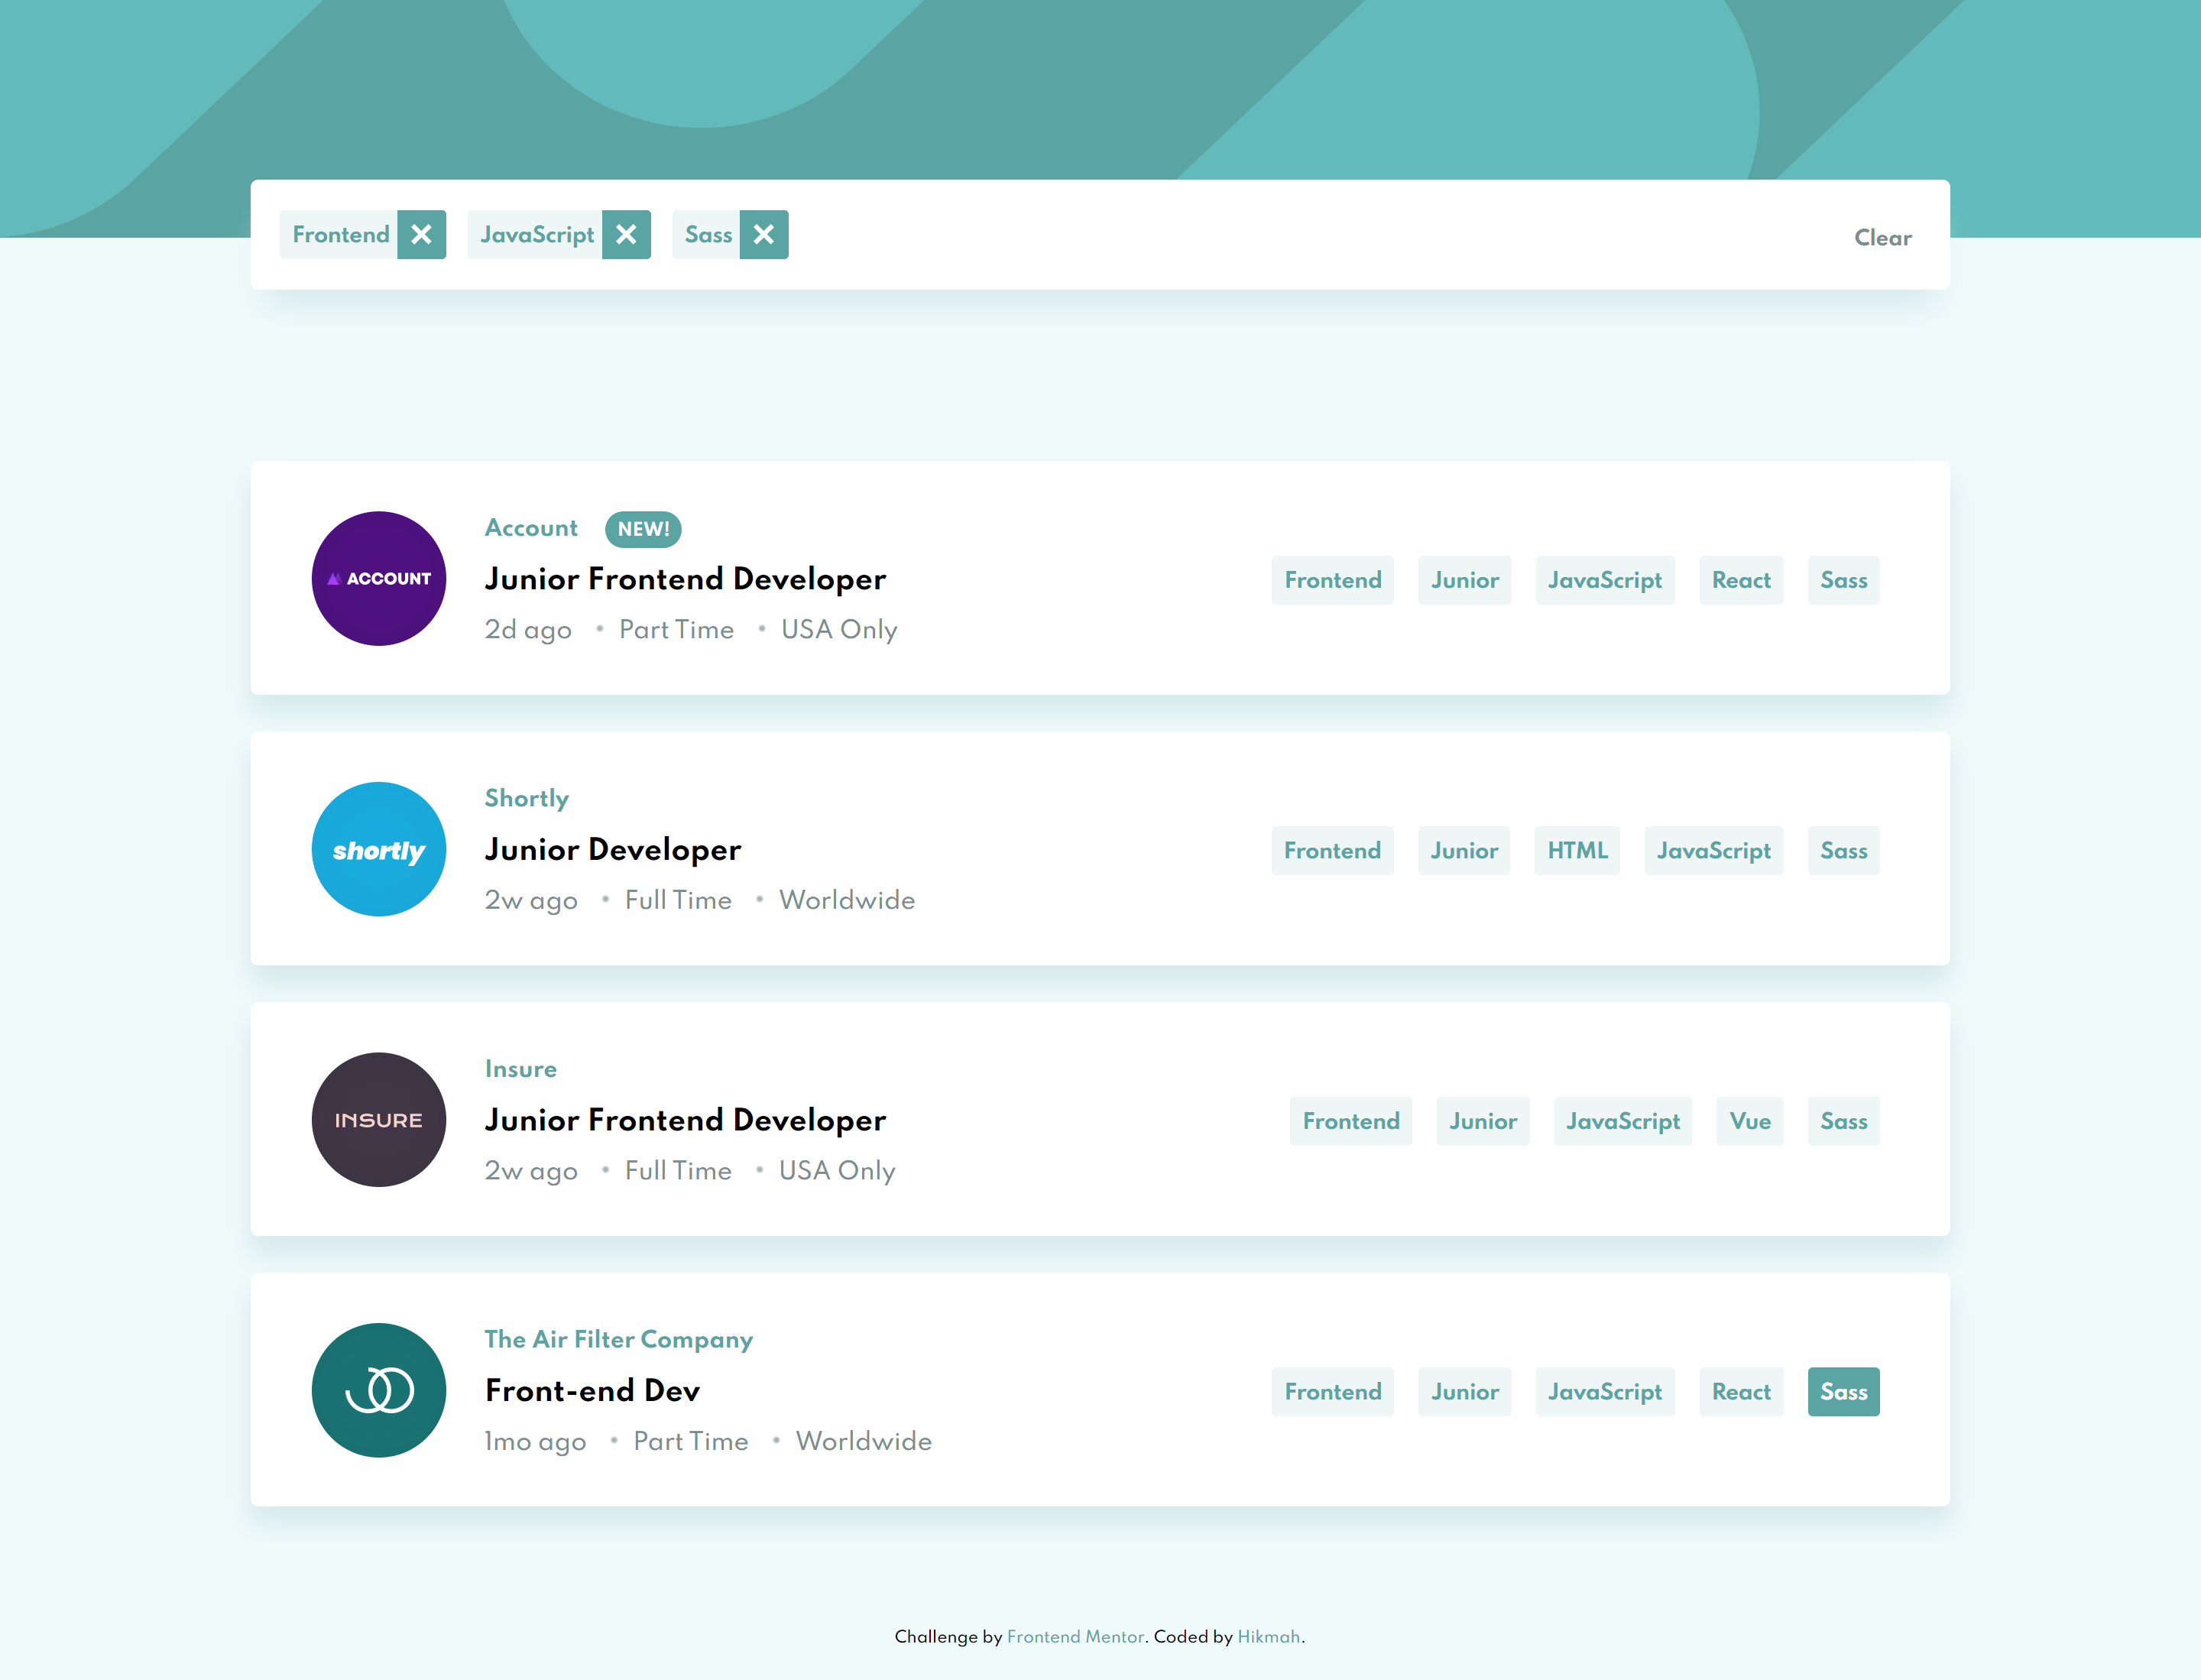 Frontend JavaScript Sass Clear
Account NEW!
ACCOUNT
Junior Frontend Developer
2d ago • Part Time • USA Only
Frontend Junior JavaScript React Sass
Shortly
shortly
Junior Developer
2w ago • Full Time • Worldwide
Frontend Junior HTML JavaScript Sass
Insure
INSURE
Junior Frontend Developer
2w ago • Full Time • USA Only
Frontend Junior JavaScript Vue Sass
The Air Filter Company
Front-end Dev
1mo ago • Part Time • Worldwide
Frontend Junior JavaScript React Sass
Challenge by Frontend Mentor. Coded by Hikmah.